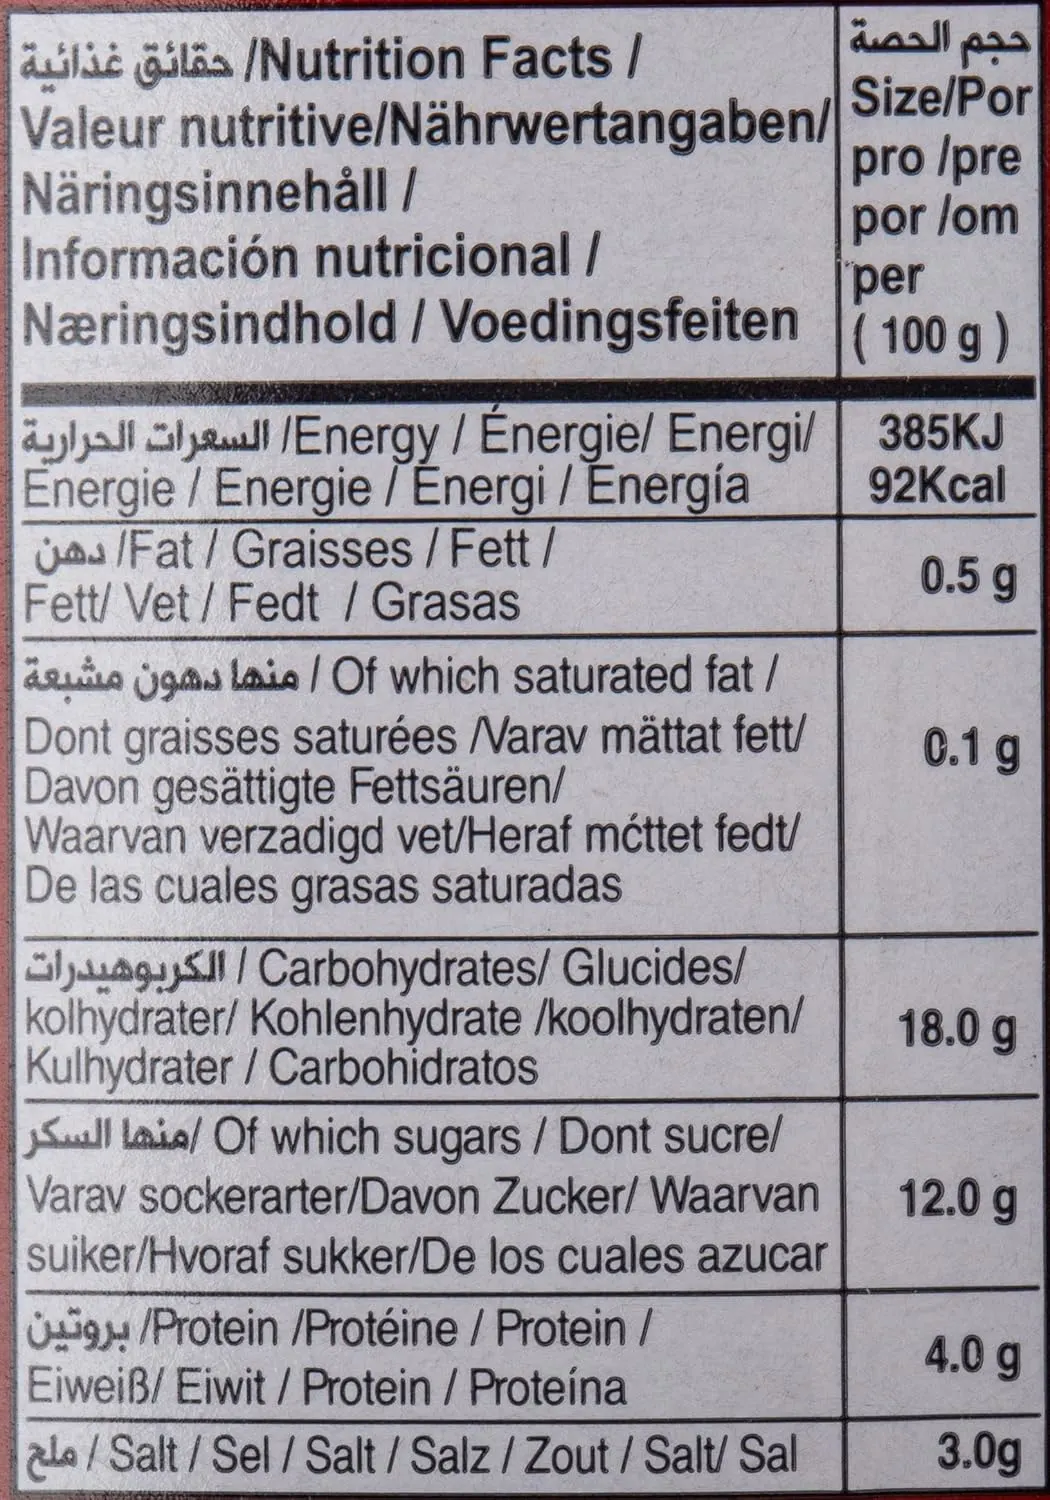 حقائق غذائية /Nutrition Facts /
Valeur nutritive/Nährwertangaben/
Näringsinnehåll /
Información nutricional /
Næringsindhold / Voedingsfeiten
حجم الحصة
Size/Por
pro /pre
por /om
per
( 100 g )
السعرات الحرارية /Energy / Énergie/ Energi/
Energie / Energie / Energi / Energía
385KJ
92Kcal
دهن /Fat / Graisses / Fett /
Fett/ Vet / Fedt / Grasas
0.5 g
منها دهون مشبعة / Of which saturated fat /
Dont graisses saturées /Varav mättat fett/
Davon gesättigte Fettsäuren/
Waarvan verzadigd vet/Heraf mćttet fedt/
De las cuales grasas saturadas
0.1 g
الكربوهيدرات / Carbohydrates/ Glucides/
kolhydrater/ Kohlenhydrate /koolhydraten/
Kulhydrater / Carbohidratos
18.0 g
منها السكر/ Of which sugars / Dont sucre/
Varav sockerarter/Davon Zucker/ Waarvan
suiker/Hvoraf sukker/De los cuales azucar
12.0 g
بروتين /Protein /Protéine / Protein /
Eiweiß/ Eiwit / Protein / Proteína
4.0 g
ملح / Salt / Sel / Salt / Salz / Zout / Salt/ Sal
3.0g